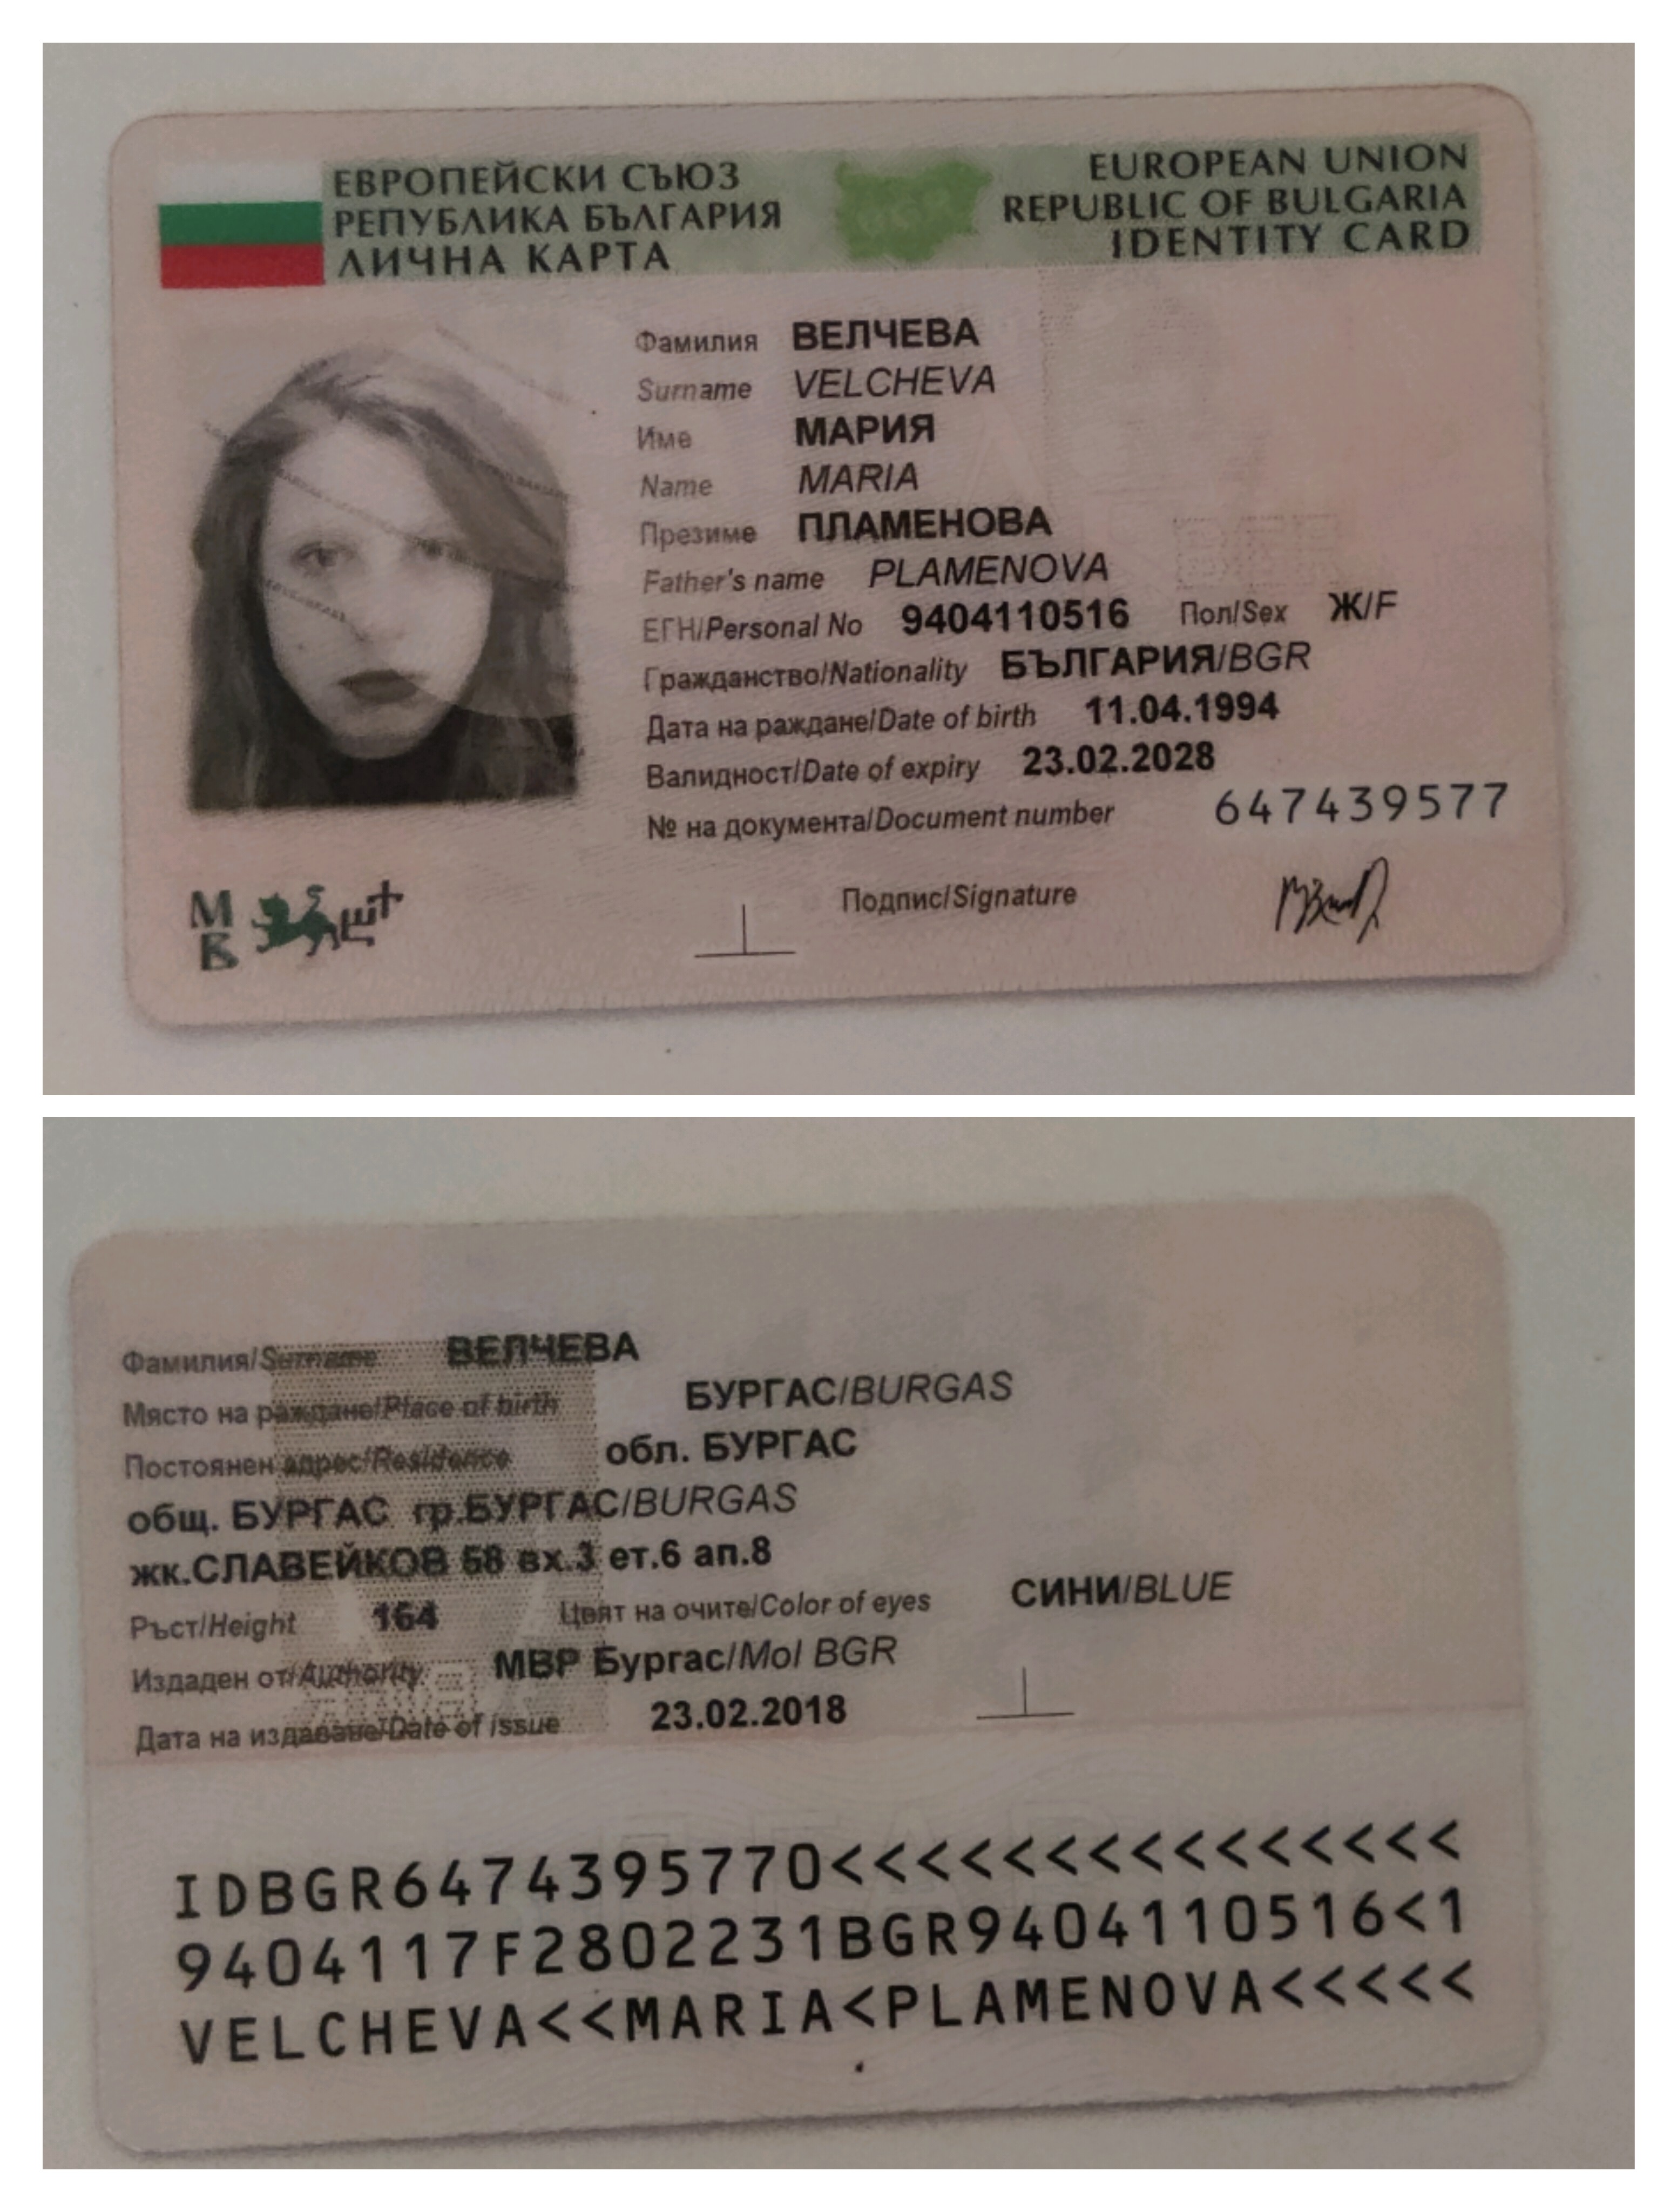 ЕВРОПЕЙСКИ СЪЮЗ
РЕПУБЛИКА БЪЛГАРИЯ
ЛИЧНА КАРТА
EUROPEAN UNION
REPUBLIC OF BULGARIA
IDENTITY CARD
Фамилия ВЕЛЧЕВА
Surname VELCHEVA
Име МАРИЯ
Name MARIA
Презиме ПЛАМЕНОВА
Father's name PLAMENOVA
ЕГН/Personal No 9404110516 Пол/Sex Ж/F
Гражданство/Nationality БЪЛГАРИЯ/BGR
Дата на раждане/Date of birth 11.04.1994
Валидност/Date of expiry 23.02.2028
№ на документа/Document number 647439577
Подпис/Signature
Фамилия/Surname ВЕЛЧЕВА
Място на раждане/Place of birth БУРГАС/BURGAS
Постоянен адрес/Residence обл. БУРГАС
общ. БУРГАС гр.БУРГАС/BURGAS
жк.СЛАВЕЙКОВ 58 вх.3 ет.6 ап.8
Ръст/Height 164 Цвят на очите/Color of eyes СИНИ/BLUE
Издаден от/Authority МВР Бургас/MoI BGR
Дата на издаване/Date of issue 23.02.2018
IDBGR6474395770<<<<<<<<<<<<<<<
9404117F2802231BGR9404110516<1
VELCHEVA<<MARIA<PLAMENOVA<<<<<